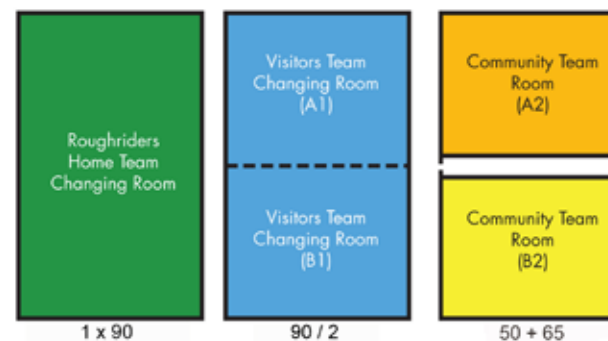 Roughriders
Home Team
Changing Room
1 x 90
Visitors Team
Changing Room
(A1)
Visitors Team
Changing Room
(B1)
90 / 2
Community Team
Room
(A2)
Community Team
Room
(B2)
50 + 65